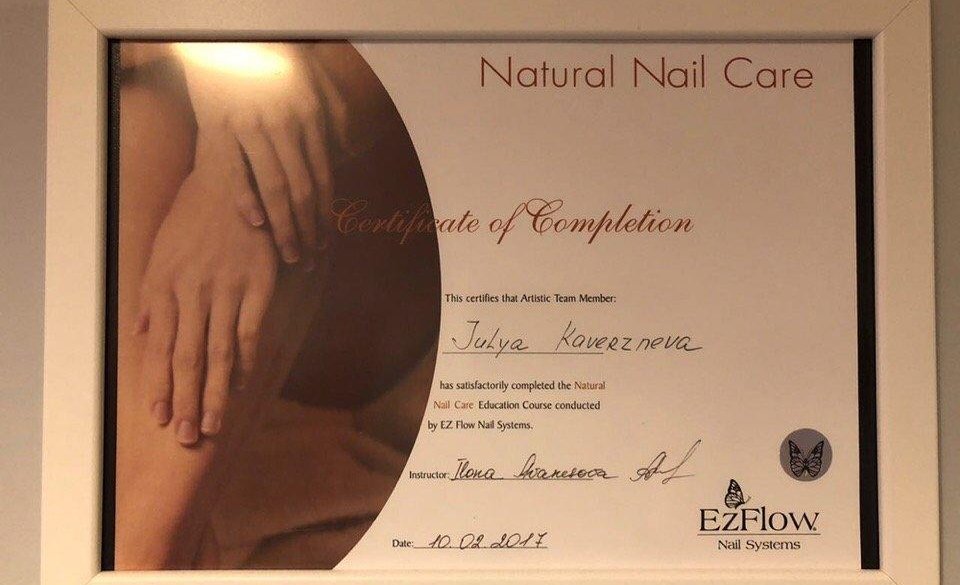 Natural Nail Care
Certificate of Completion
This certifies that Artistic Team Member:
Julya Kaverzneva
has satisfactorily completed the Natural
Nail Care Education Course conducted
by EZ Flow Nail Systems.
Instructor: Ilona
Date: 10.02.2017
EzFlow
Nail Systems